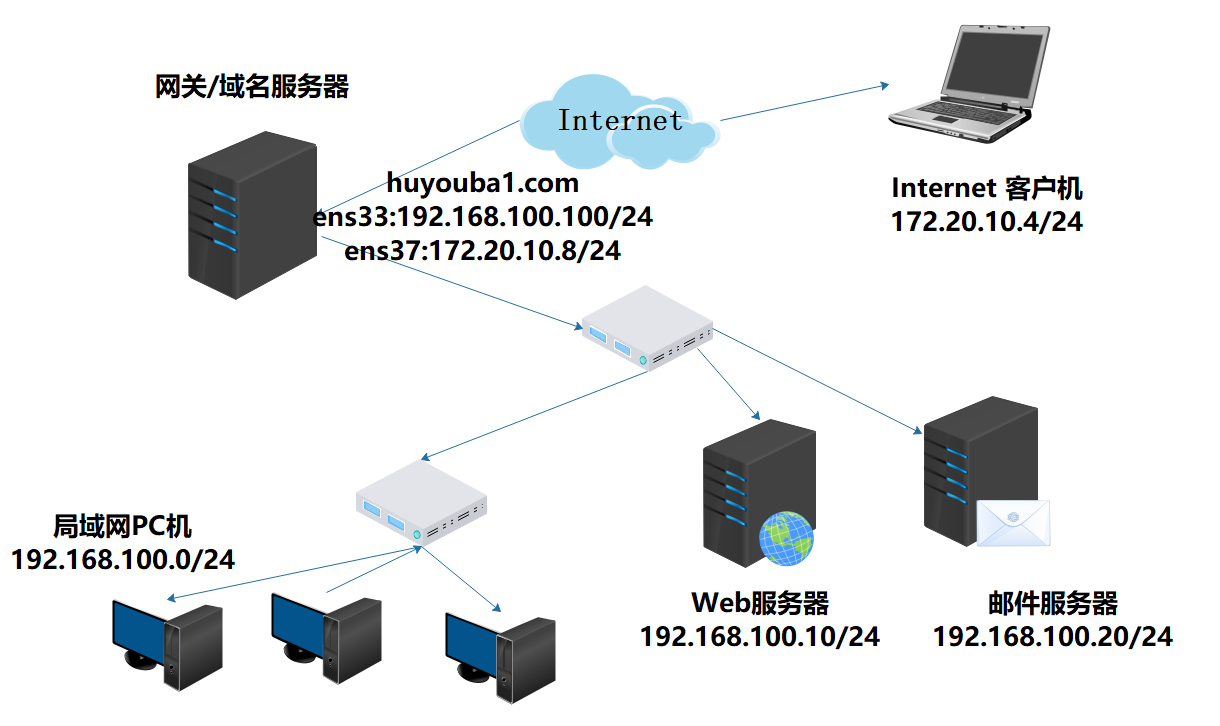 网关/域名服务器
Internet
huyouba1.com
ens33:192.168.100.100/24
ens37:172.20.10.8/24
Internet 客户机
172.20.10.4/24
局域网PC机
192.168.100.0/24
Web服务器
192.168.100.10/24
邮件服务器
192.168.100.20/24